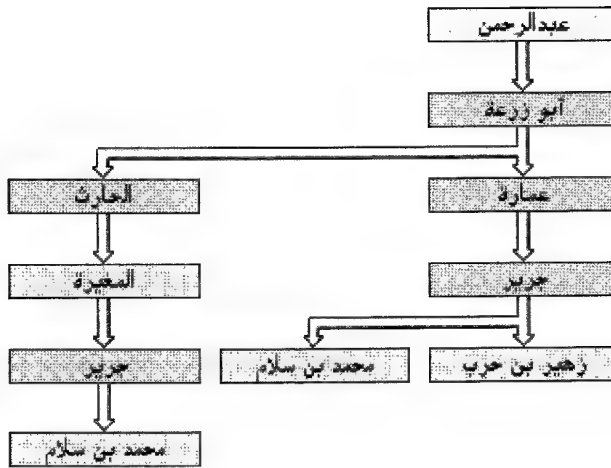 عبدالرحمن
أبو زرعة
عمارة
الحارث
جرير
المغيرة
زهير بن حرب
محمد بن سلام
جرير
محمد بن سلام